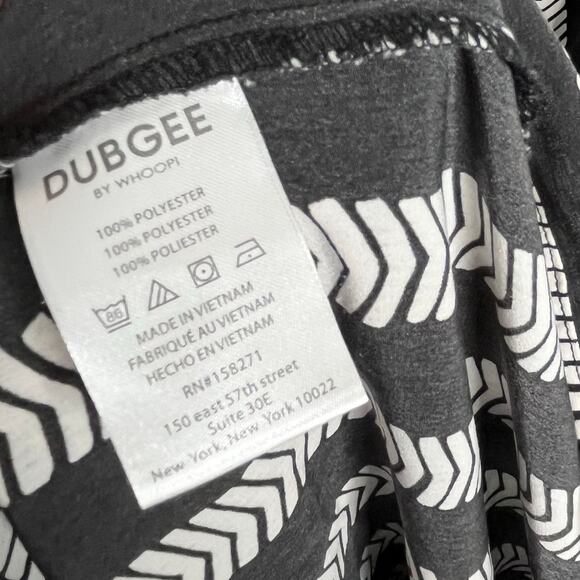 DUBGEE
BY WHOOPI
100% POLYESTER
100% POLYESTER
100% POLIESTER
86
MADE IN VIETNAM
FABRIQUÉ AU VIETNAM
HECHO EN VIETNAM
RN#158271
150 east 57th street
Suite 30E
New York, New York 10022